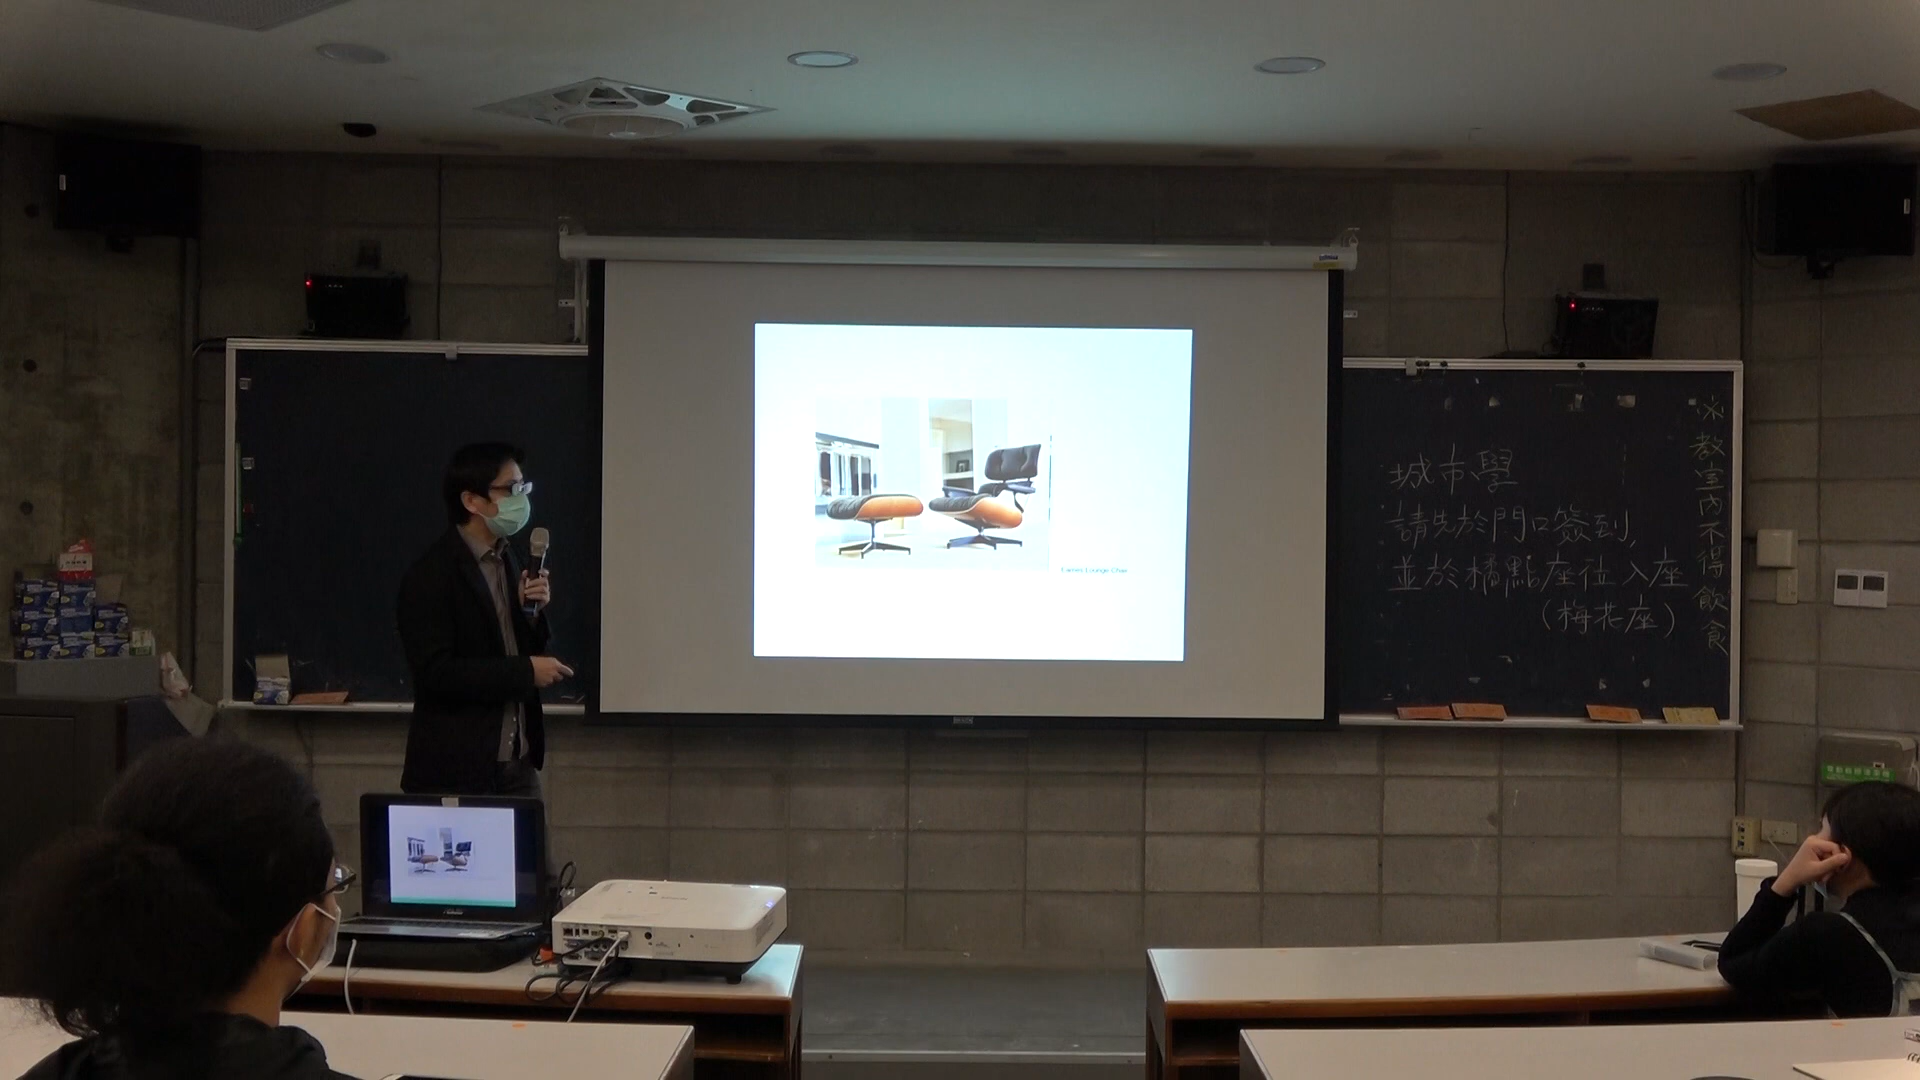 Eames Lounge Chair
城市學
請先於門口簽到,
並於橘點座位入座
(梅花座)
※教室內不得飲食